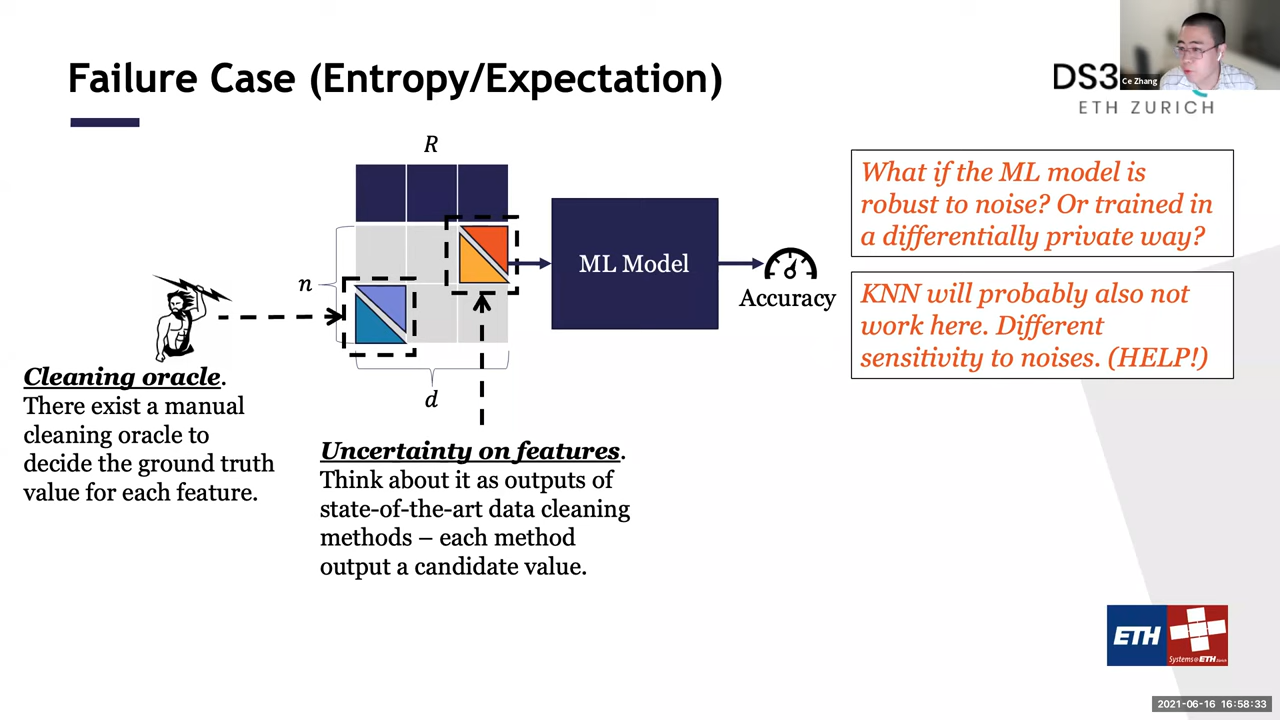 Failure Case (Entropy/Expectation)
DS3
ETH ZURICH
Ce Zhang
R
n
d
ML Model
Accuracy
What if the ML model is
robust to noise? Or trained in
a differentially private way?
KNN will probably also not
work here. Different
sensitivity to noises. (HELP!)
Cleaning oracle.
There exist a manual
cleaning oracle to
decide the ground truth
value for each feature.
Uncertainty on features.
Think about it as outputs of
state-of-the-art data cleaning
methods – each method
output a candidate value.
ETH
Systems@ETH Zürich
2021-06-16 16:58:33